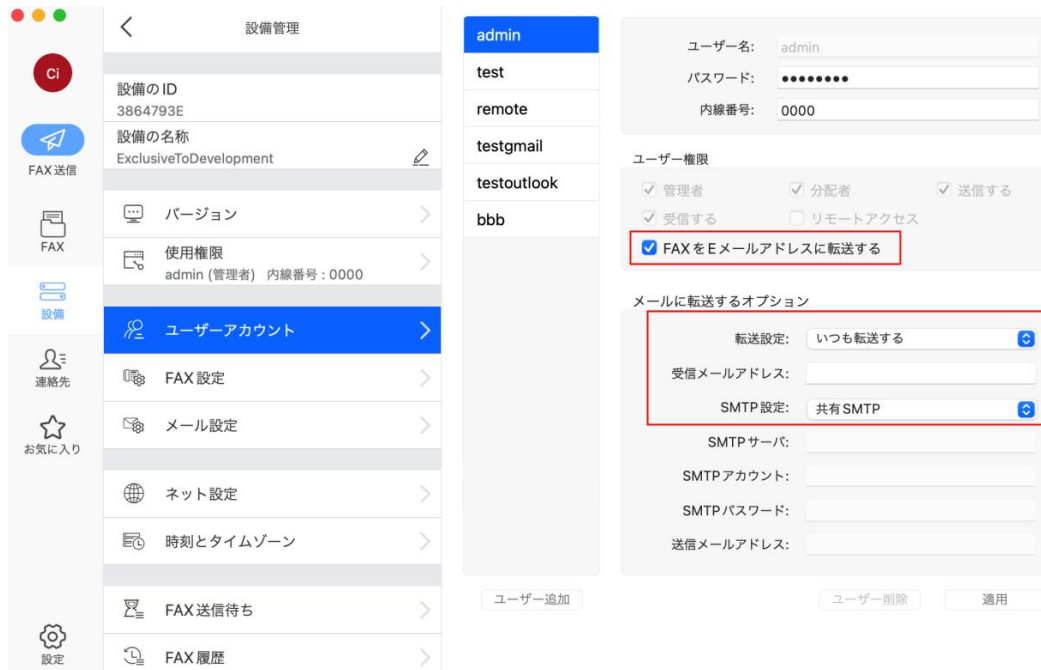 Ci
FAX送信
FAX
設備
連絡先
お気に入り
設定
設備管理
設備のID
3864793E
設備の名称
ExclusiveToDevelopment
バージョン
使用権限
admin (管理者) 内線番号 : 0000
ユーザーアカウント
FAX設定
メール設定
ネット設定
時刻とタイムゾーン
FAX送信待ち
FAX履歴
admin
test
remote
testgmail
testoutlook
bbb
ユーザー追加
ユーザー名: admin
パスワード: ●●●●●●●●
内線番号: 0000
ユーザー権限
管理者 分配者 送信する
受信する リモートアクセス
FAXをEメールアドレスに転送する
メールに転送するオプション
転送設定: いつも転送する
受信メールアドレス:
SMTP設定: 共有SMTP
SMTPサーバ:
SMTPアカウント:
SMTPパスワード:
送信メールアドレス:
ユーザー削除 適用